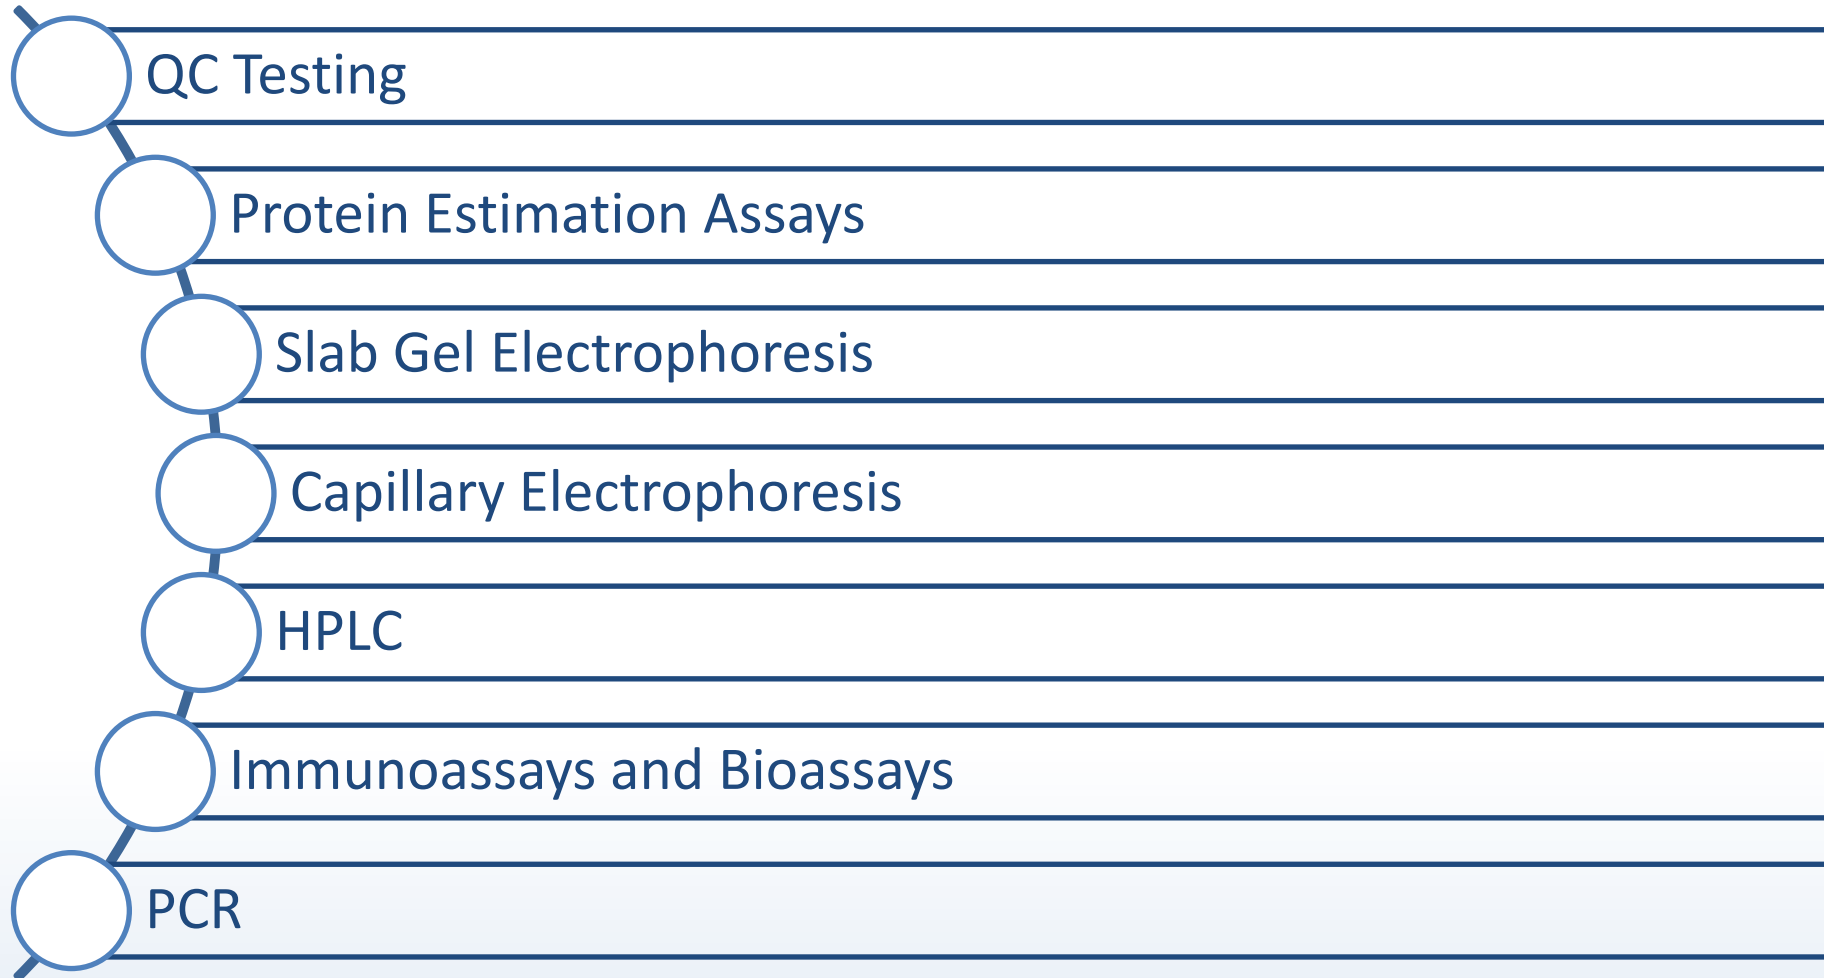 QC Testing
Protein Estimation Assays
Slab Gel Electrophoresis
Capillary Electrophoresis
HPLC
Immunoassays and Bioassays
PCR